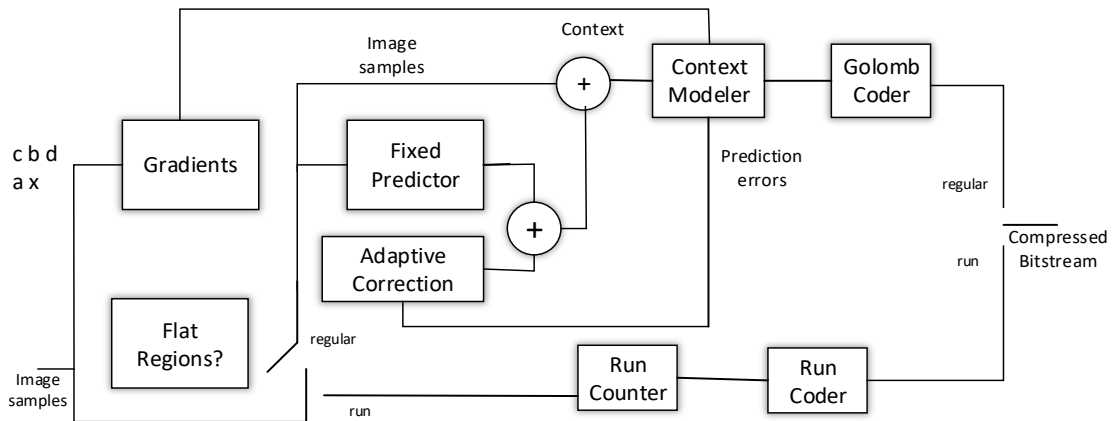 Context
Image
samples
+
Context
Modeler
Golomb
Coder
c b d
a x
Gradients
Fixed
Predictor
Prediction
errors
regular
+
Compressed
Bitstream
run
Adaptive
Correction
Flat
Regions?
regular
Image
samples
run
Run
Counter
Run
Coder